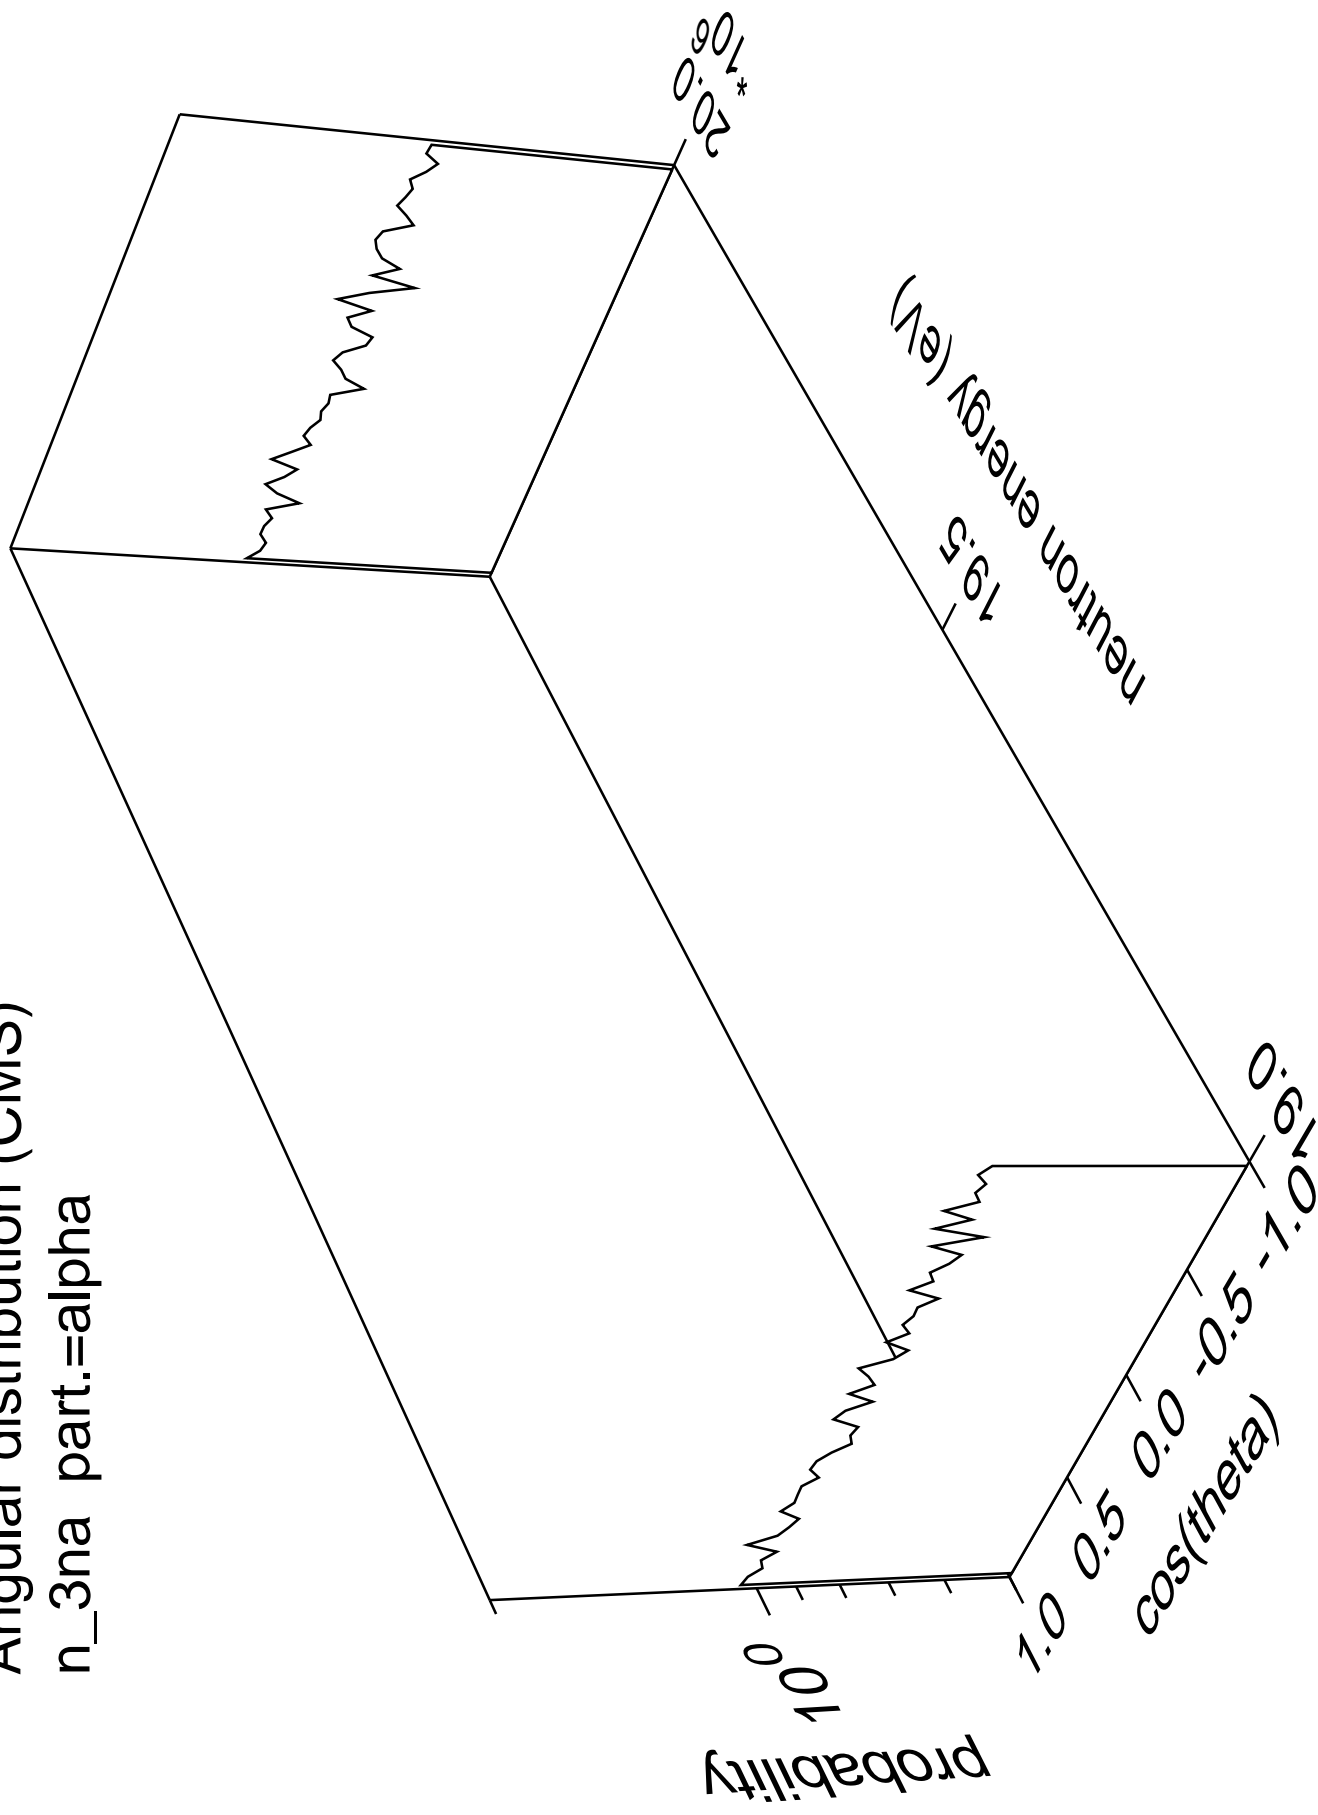 Angular distribution (CMS)
n_3na part.=alpha
probability
10^0
1.0
0.5
0.0
-0.5
-1.0
cos(theta)
19.0
19.5
20.0
* 10^6
neutron energy (eV)